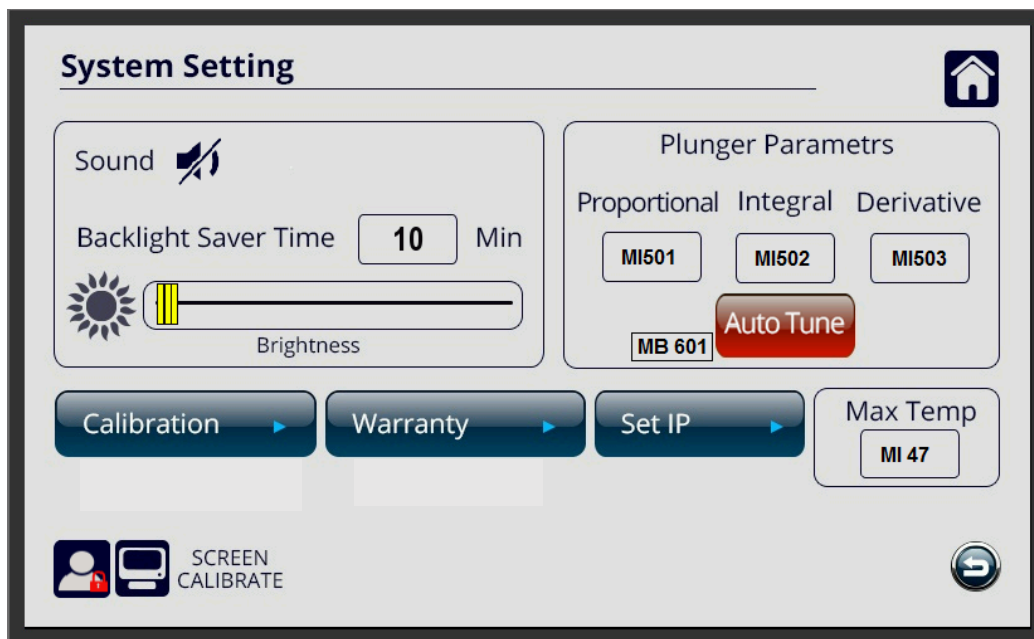 System Setting
Sound
Backlight Saver Time 10 Min
Brightness
Plunger Parametrs
Proportional Integral Derivative
MI501 MI502 MI503
MB 601 Auto Tune
Calibration Warranty Set IP
Max Temp
MI 47
SCREEN
CALIBRATE